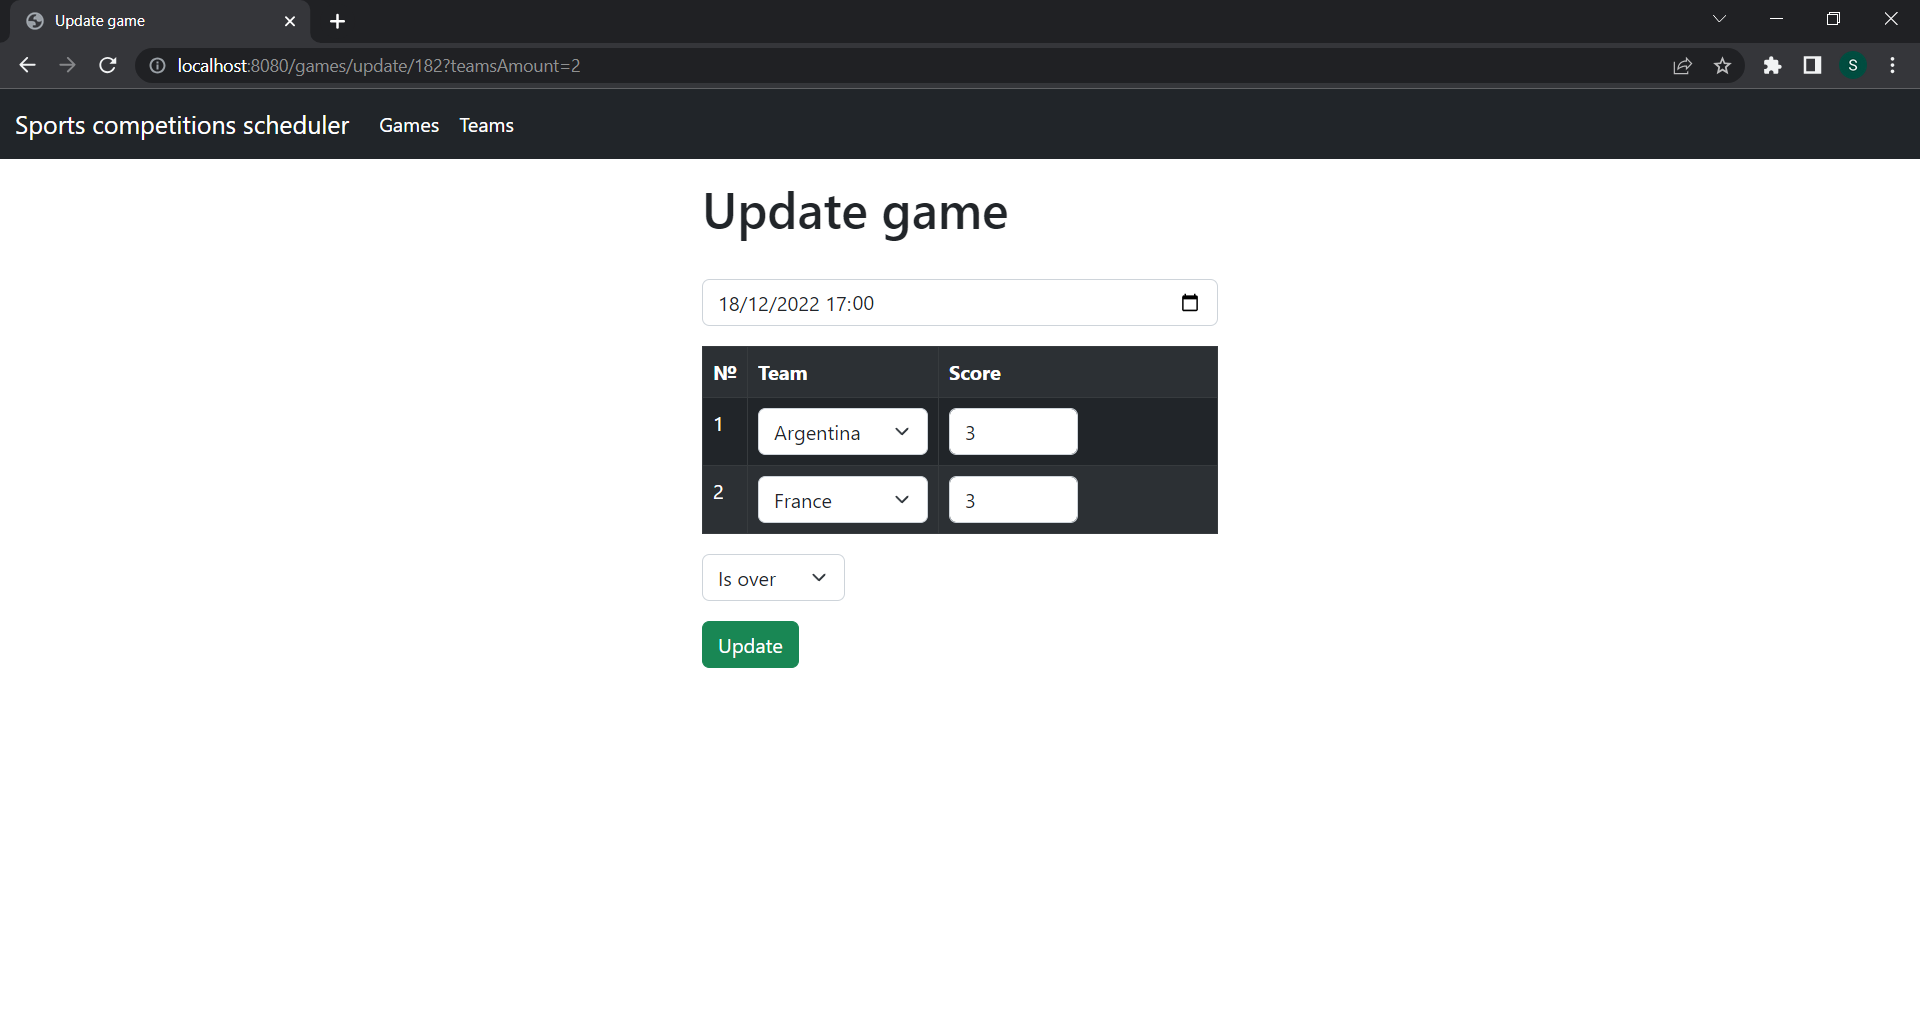 Update game
localhost:8080/games/update/182?teamsAmount=2
S
Sports competitions scheduler Games Teams
Update game
18/12/2022 17:00
№ Team Score
1 Argentina 3
2 France 3
Is over
Update